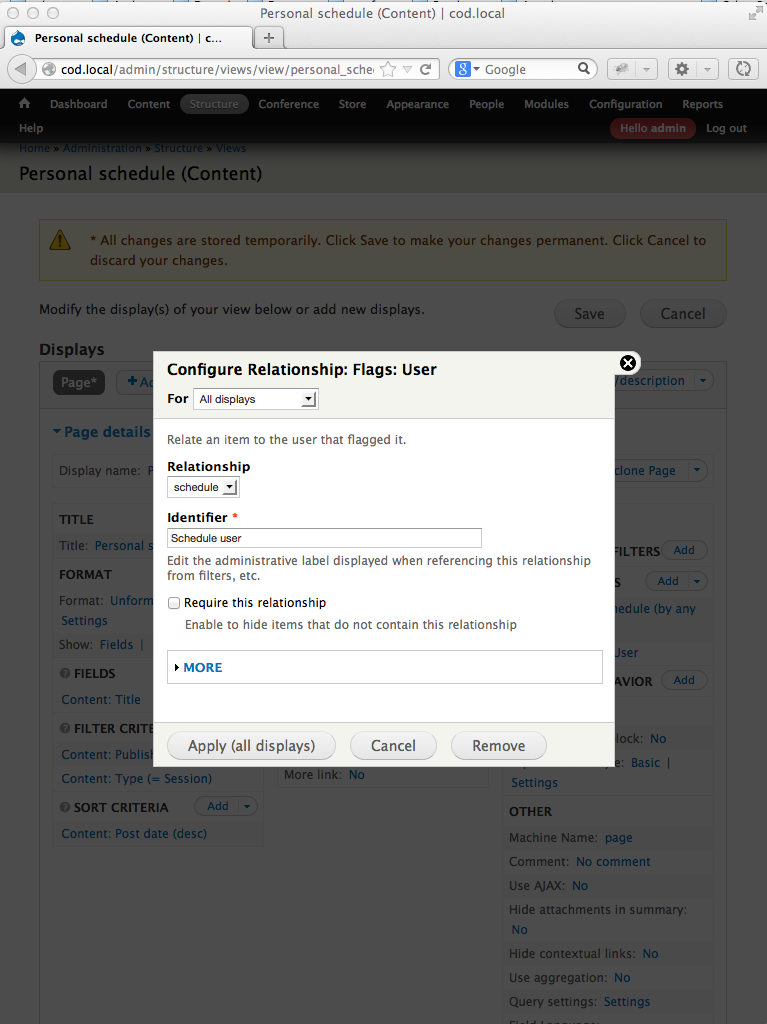 Personal schedule (Content) | cod.local
Personal schedule (Content) | c...
cod.local/admin/structure/views/view/personal_sche
Google
Dashboard Content Structure Conference Store Appearance People Modules Configuration Reports
Help Hello admin Log out
Home » Administration » Structure » Views
Personal schedule (Content)
* All changes are stored temporarily. Click Save to make your changes permanent. Click Cancel to
discard your changes.
Modify the display(s) of your view below or add new displays.
Save Cancel
Displays
Page*
/description
Configure Relationship: Flags: User
For All displays
Relate an item to the user that flagged it.
Relationship
schedule
Identifier *
Schedule user
Edit the administrative label displayed when referencing this relationship
from filters, etc.
Require this relationship
Enable to hide items that do not contain this relationship
MORE
Apply (all displays) Cancel Remove
Page details
Display name:
clone Page
TITLE
Title: Personal s
FORMAT
Format: Unform
Settings
Show: Fields |
FIELDS
Content: Title
FILTER CRITE
Content: Publish
Content: Type (= Session)
SORT CRITERIA Add
Content: Post date (desc)
More link: No
FILTERS Add
S Add
hedule (by any
User
AVIOR Add
lock: No
e: Basic |
Settings
OTHER
Machine Name: page
Comment: No comment
Use AJAX: No
Hide attachments in summary:
No
Hide contextual links: No
Use aggregation: No
Query settings: Settings
Field Language: